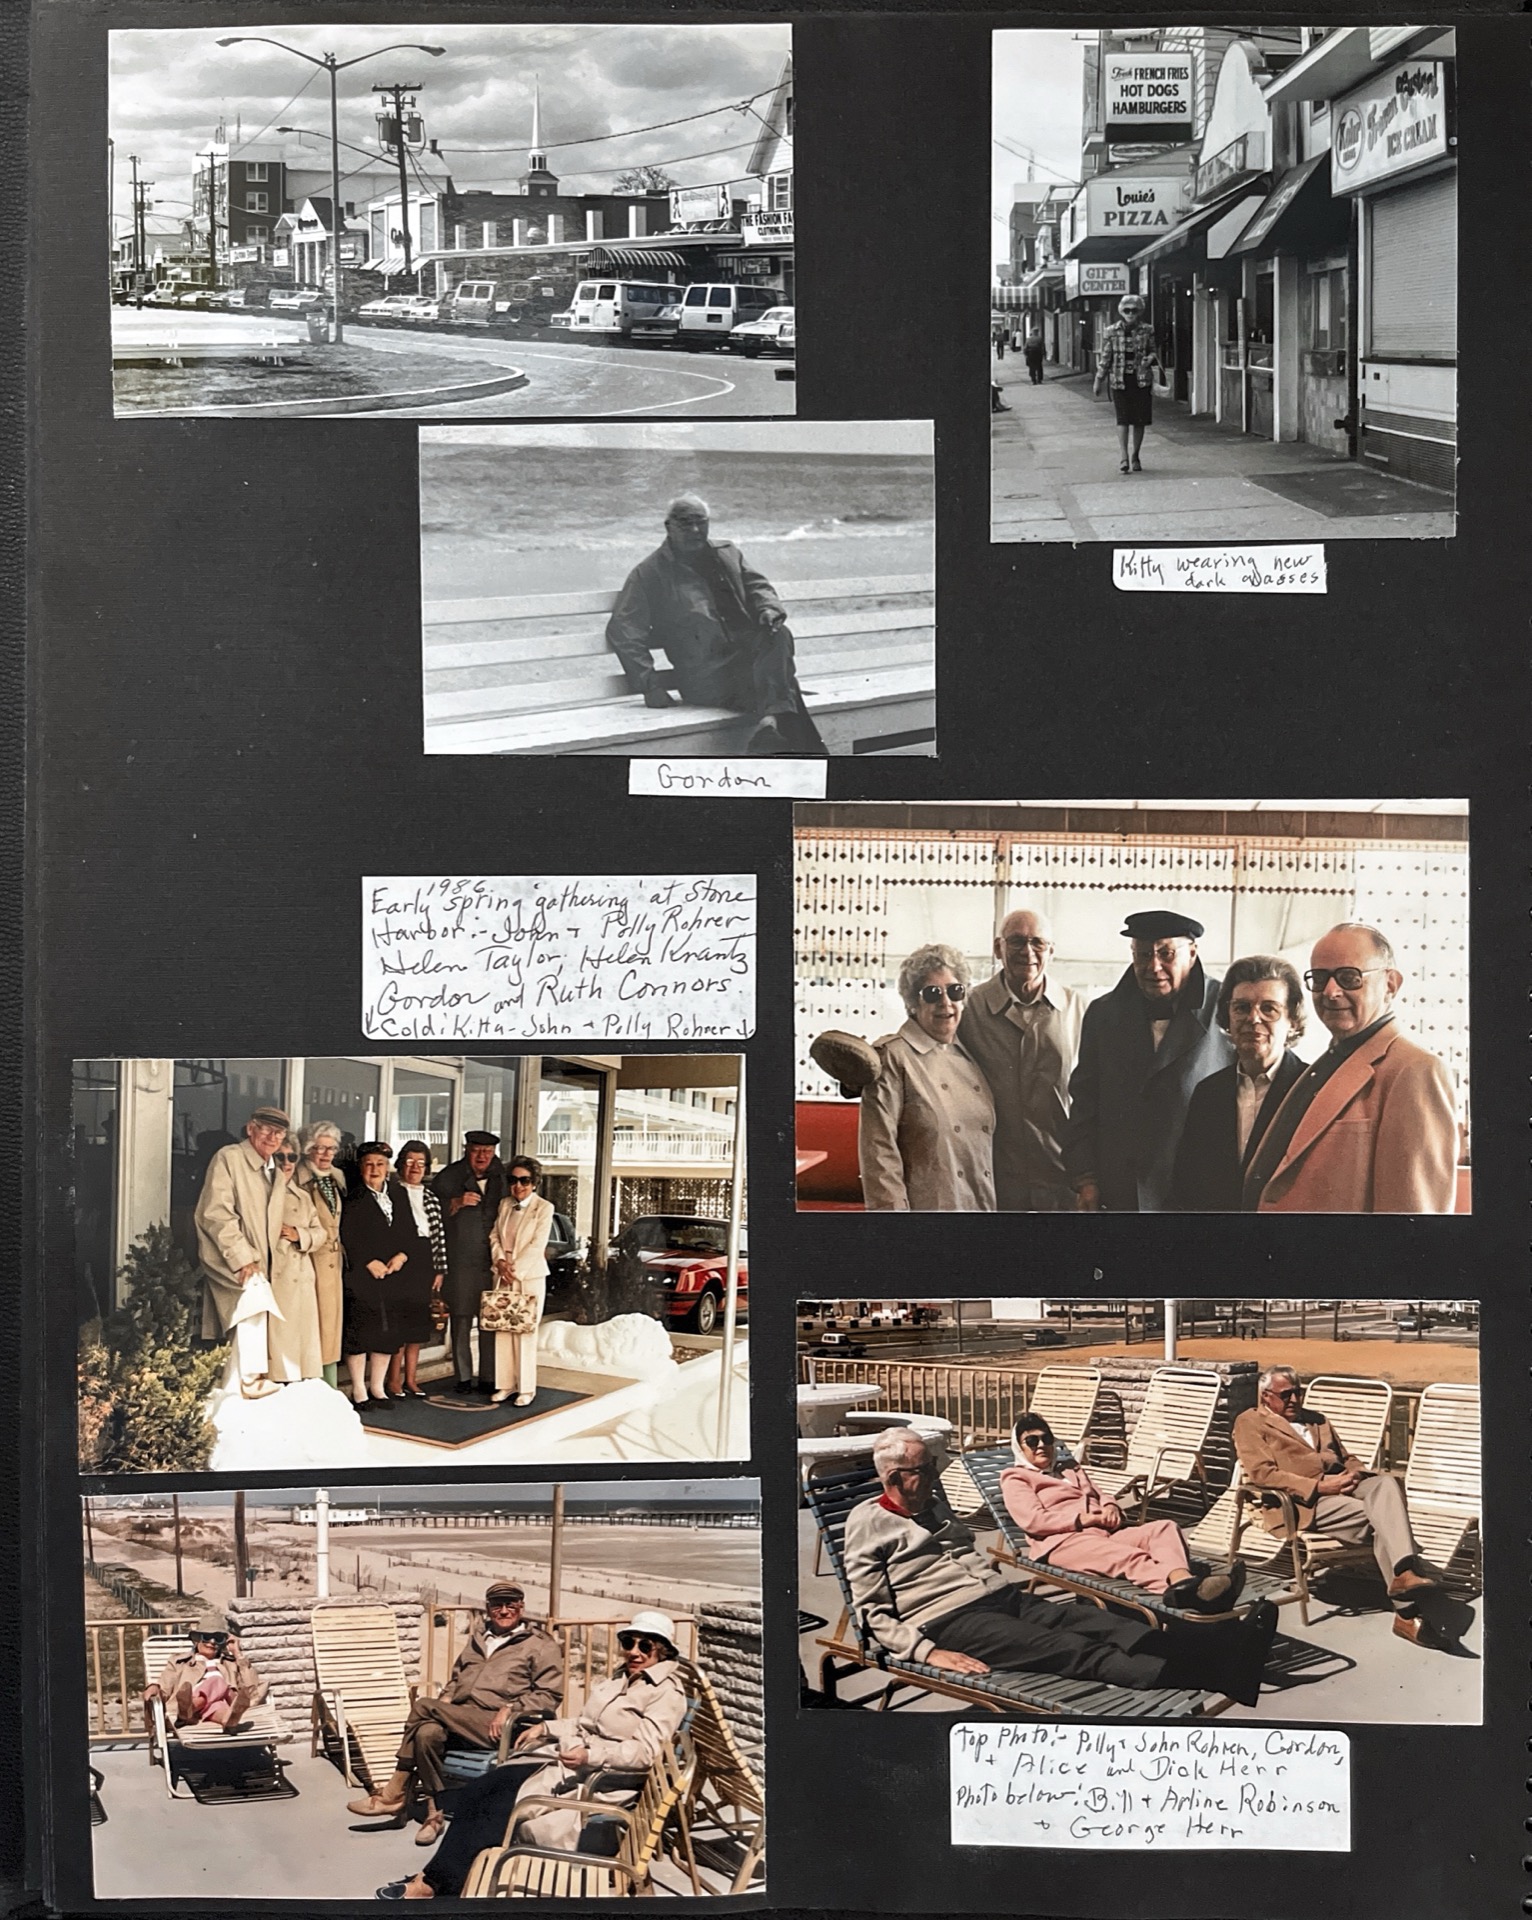 French FRIES
HOT DOGS
HAMBURGERS
Louie's
PIZZA
GIFT
CENTER
Kohr
Frozen Custard
ICE CREAM
THE FASHION FA
CLOTHING OUT
Kitty wearing new
dark glasses
Gordon
1986
Early spring 'gathering' at Stone
Harbor:- John + Polly Rohrer
Helen Taylor, Helen Krantz
Gordon and Ruth Connors.
↓ Cold: Kitty - John + Polly Rohrer ↓
Top Photo:- Polly + John Rohrer, Gordon,
+ Alice and Dick Herr
Photo below: Bill + Arline Robinson
+ George Herr